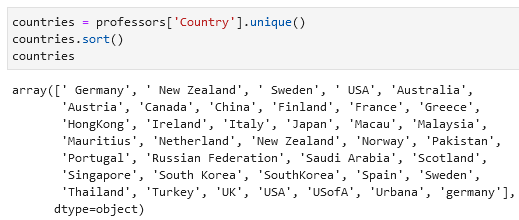 countries = professors['Country'].unique()
countries.sort()
countries
array([' Germany', ' New Zealand', ' Sweden', ' USA', 'Australia',
'Austria', 'Canada', 'China', 'Finland', 'France', 'Greece',
'HongKong', 'Ireland', 'Italy', 'Japan', 'Macau', 'Malaysia',
'Mauritius', 'Netherland', 'New Zealand', 'Norway', 'Pakistan',
'Portugal', 'Russian Federation', 'Saudi Arabia', 'Scotland',
'Singapore', 'South Korea', 'SouthKorea', 'Spain', 'Sweden',
'Thailand', 'Turkey', 'UK', 'USA', 'USofA', 'Urbana', 'germany'],
dtype=object)